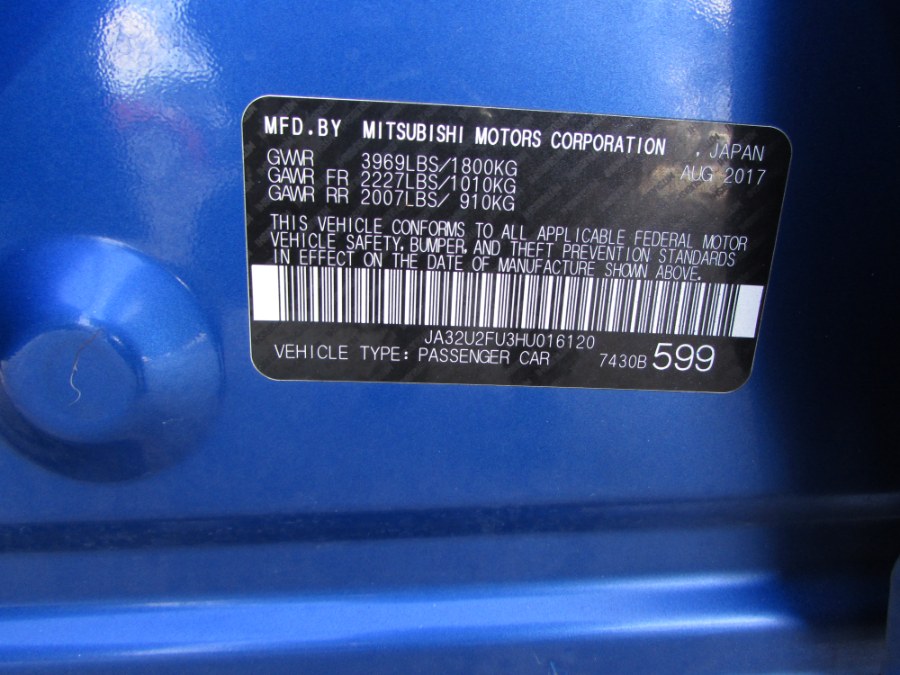 MFD.BY MITSUBISHI MOTORS CORPORATION , JAPAN
GVWR 3969LBS/1800KG AUG 2017
GAWR FR 2227LBS/1010KG
GAWR RR 2007LBS/ 910KG
THIS VEHICLE CONFORMS TO ALL APPLICABLE FEDERAL MOTOR
VEHICLE SAFETY, BUMPER, AND THEFT PREVENTION STANDARDS
IN EFFECT ON THE DATE OF MANUFACTURE SHOWN ABOVE.
JA32U2FU3HU016120
VEHICLE TYPE: PASSENGER CAR 7430B 599